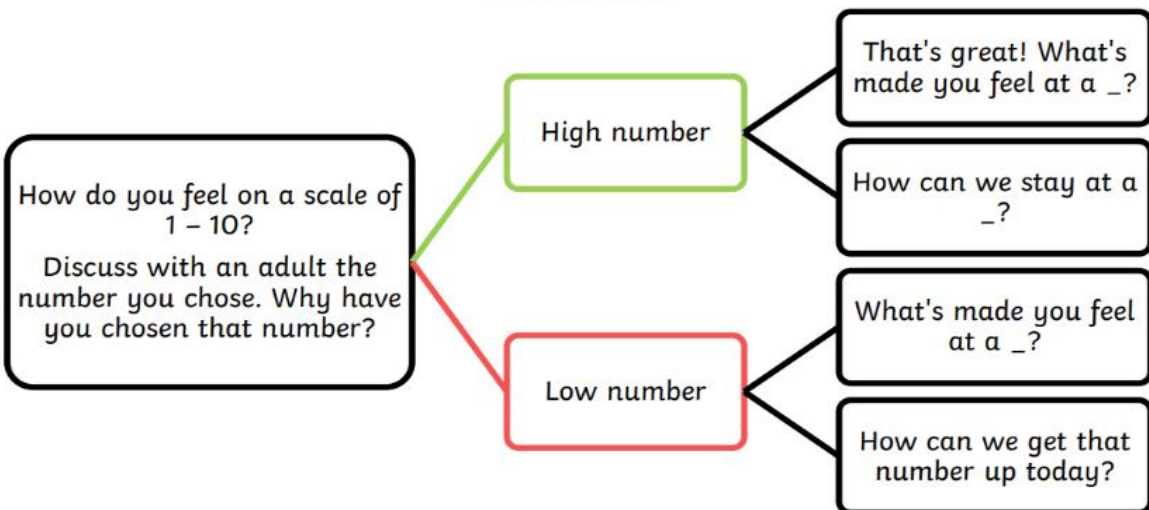 How do you feel on a scale of
1 – 10?
Discuss with an adult the
number you chose. Why have
you chosen that number?
High number
That's great! What's
made you feel at a _?
How can we stay at a
_?
Low number
What's made you feel
at a _?
How can we get that
number up today?